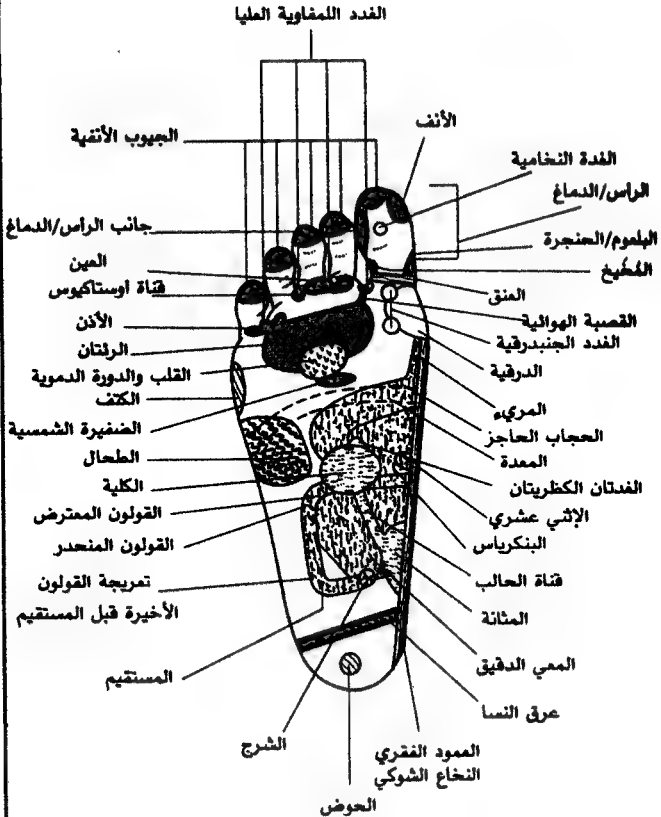 الغدد اللمفاوية العليا
الأنف
الجيوب الأنفية
الغدة النخامية
الرأس/الدماغ
جانب الرأس/الدماغ
البلعوم/الحنجرة
العين
المُخَيخ
قناة اوستاكيوس
العنق
الأذن
القصبة الهوائية
الرئتان
الغدد الجنبدرقية
القلب والدورة الدموية
الدرقية
الكتف
المريء
الضفيرة الشمسية
الحجاب الحاجز
الطحال
المعدة
الكلية
الغدتان الكظريتان
القولون المعترض
الإثني عشري
القولون المنحدر
البنكرياس
تعريجة القولون
الأخيرة قبل المستقيم
قناة الحالب
المثانة
المعي الدقيق
المستقيم
عرق النسا
الشرج
العمود الفقري
النخاع الشوكي
الحوض